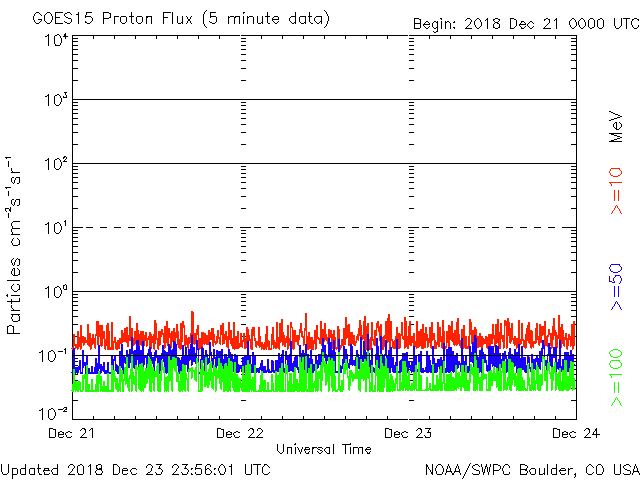 GOES15 Proton Flux (5 minute data)
Begin: 2018 Dec 21 0000 UTC
10⁴
10³
10²
10¹
10⁰
10⁻¹
10⁻²
Particles cm⁻²s⁻¹sr⁻¹
MeV
>=10
>=50
>=100
Dec 21
Dec 22
Dec 23
Dec 24
Universal Time
Updated 2018 Dec 23 23:56:01 UTC
NOAA/SWPC Boulder, CO USA